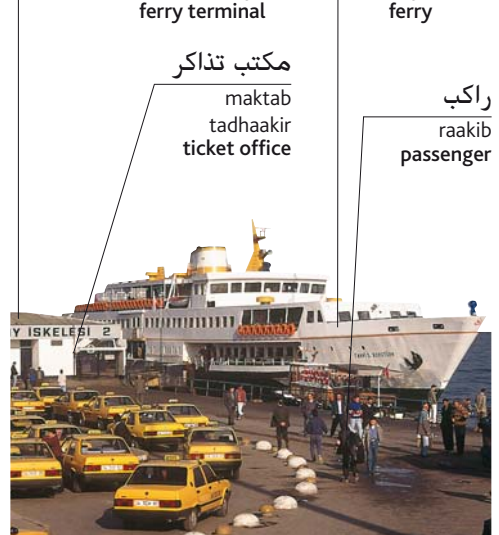 ferry terminal
ferry
مكتب تذاكر
maktab
tadhaakir
ticket office
راكب
raakib
passenger
Y ISKELESI 2